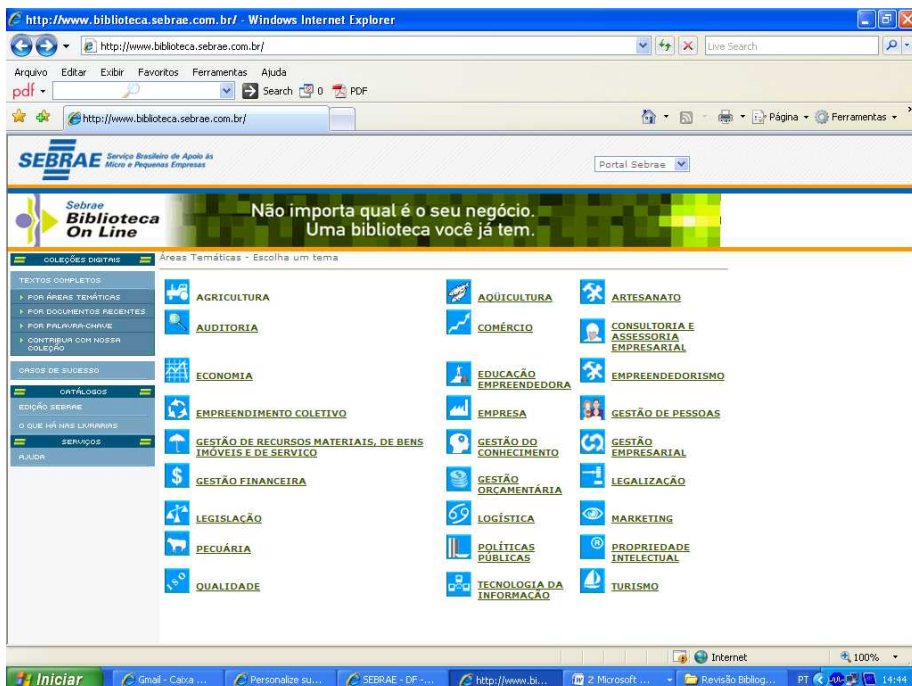 http://www.biblioteca.sebrae.com.br/ - Windows Internet Explorer
http://www.biblioteca.sebrae.com.br/
Live Search
Arquivo Editar Exibir Favoritos Ferramentas Ajuda
pdf Search 0 PDF
http://www.biblioteca.sebrae.com.br/
Página Ferramentas
SEBRAE Serviço Brasileiro de Apoio às
Micro e Pequenas Empresas
Portal Sebrae
Sebrae
Biblioteca
On Line
Não importa qual é o seu negócio.
Uma biblioteca você já tem.
COLEÇÕES DIGITAIS
TEXTOS COMPLETOS
POR ÁREAS TEMÁTICAS
POR DOCUMENTOS RECENTES
POR PALAVRA-CHAVE
CONTRIBUA COM NOSSA
COLEÇÃO
CASOS DE SUCESSO
CATÁLOGOS
EDIÇÃO SEBRAE
O QUE HÁ NAS LIVRARIAS
SERVIÇOS
AJUDA
Áreas Temáticas - Escolha um tema
AGRICULTURA
AQÜICULTURA
ARTESANATO
AUDITORIA
COMÉRCIO
CONSULTORIA E
ASSESSORIA
EMPRESARIAL
ECONOMIA
EDUCAÇÃO
EMPREENDEDORA
EMPREENDEDORISMO
EMPREENDIMENTO COLETIVO
EMPRESA
GESTÃO DE PESSOAS
GESTÃO DE RECURSOS MATERIAIS, DE BENS
IMÓVEIS E DE SERVICO
GESTÃO DO
CONHECIMENTO
GESTÃO
EMPRESARIAL
$
GESTÃO FINANCEIRA
GESTÃO
ORÇAMENTÁRIA
LEGALIZAÇÃO
LEGISLAÇÃO
LOGÍSTICA
MARKETING
PECUÁRIA
POLÍTICAS
PÚBLICAS
®
PROPRIEDADE
INTELECTUAL
ISO
QUALIDADE
TECNOLOGIA DA
INFORMAÇÃO
TURISMO
Internet
100%
Iniciar
Gmail - Caixa ...
Personalize su...
SEBRAE - DF -...
http://www.bi...
2 Microsoft ...
Revisão Bibliog...
PT
14:44